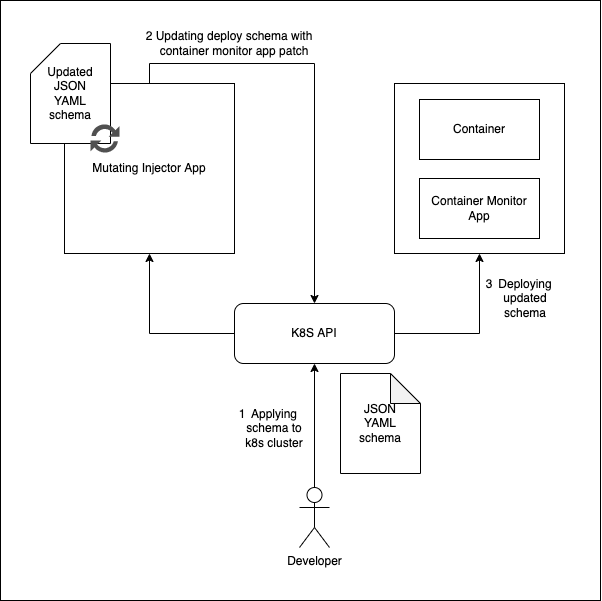 2 Updating deploy schema with
container monitor app patch
Updated
JSON
YAML
schema
Mutating Injector App
Container
Container Monitor
App
3 Deploying
updated
schema
K8S API
1 Applying
schema to
k8s cluster
JSON
YAML
schema
Developer